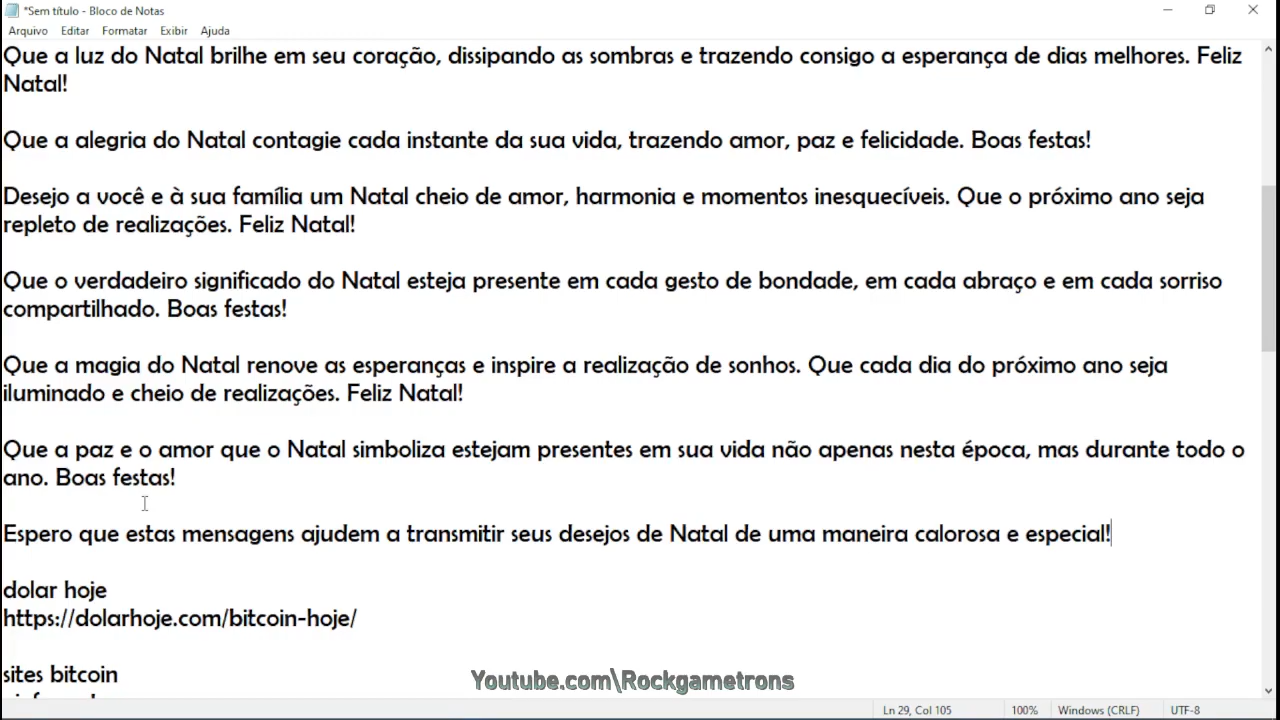 *Sem título - Bloco de Notas
Arquivo Editar Formatar Exibir Ajuda
Que a luz do Natal brilhe em seu coração, dissipando as sombras e trazendo consigo a esperança de dias melhores. Feliz
Natal!
Que a alegria do Natal contagie cada instante da sua vida, trazendo amor, paz e felicidade. Boas festas!
Desejo a você e à sua família um Natal cheio de amor, harmonia e momentos inesquecíveis. Que o próximo ano seja
repleto de realizações. Feliz Natal!
Que o verdadeiro significado do Natal esteja presente em cada gesto de bondade, em cada abraço e em cada sorriso
compartilhado. Boas festas!
Que a magia do Natal renove as esperanças e inspire a realização de sonhos. Que cada dia do próximo ano seja
iluminado e cheio de realizações. Feliz Natal!
Que a paz e o amor que o Natal simboliza estejam presentes em sua vida não apenas nesta época, mas durante todo o
ano. Boas festas!
Espero que estas mensagens ajudem a transmitir seus desejos de Natal de uma maneira calorosa e especial!
dolar hoje
https://dolarhoje.com/bitcoin-hoje/
sites bitcoin
Youtube.com\Rockgametrons
Ln 29, Col 105 100% Windows (CRLF) UTF-8